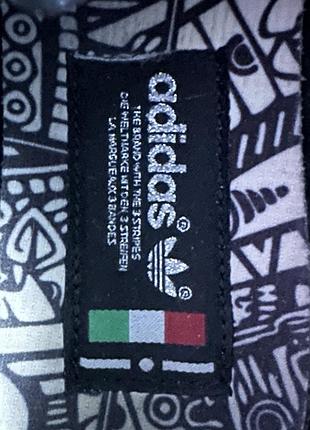 adidas®
®
THE BRAND WITH THE 3 STRIPES
DIE WELTMARKE MIT DEN 3 STREIFEN
LA MARQUE AUX 3 BANDES